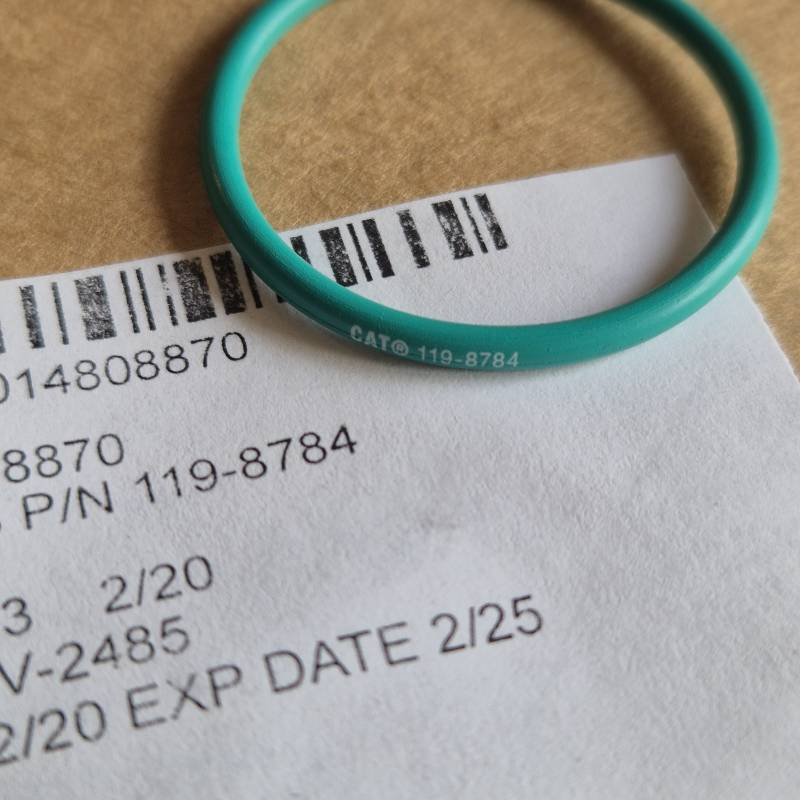 CAT® 119-8784
014808870
8870
P/N 119-8784
3 2/20
V-2485
2/20 EXP DATE 2/25